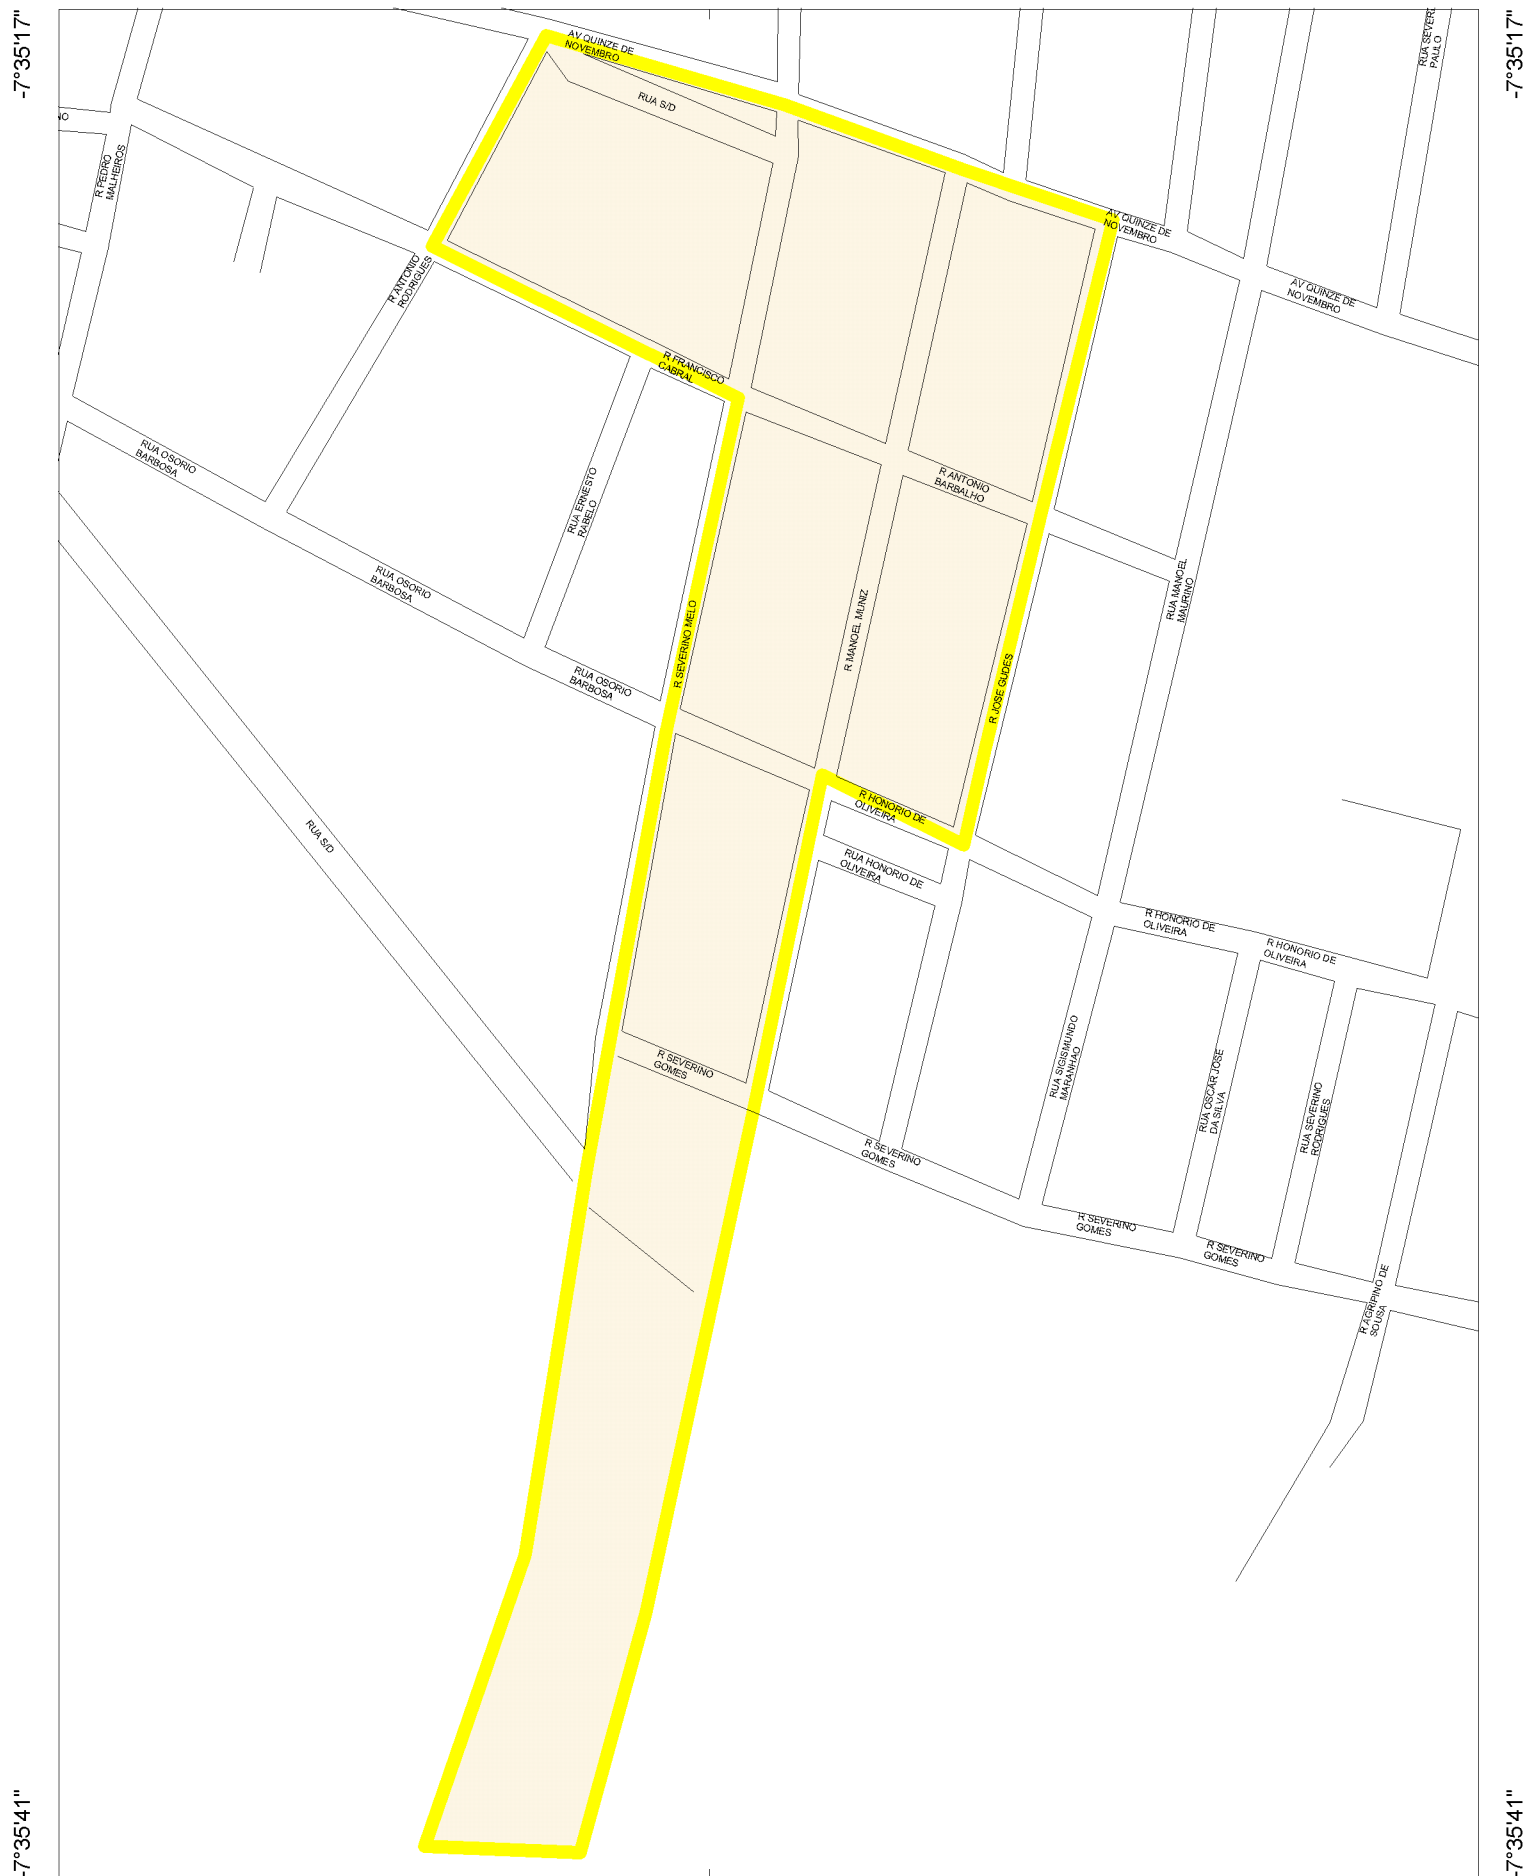 -7°35'17"
-7°35'17"
AV QUINZE DE
NOVEMBRO
RUA SEVERI
PAULO
RUA S/D
NO
R PEDRO
MALHEIROS
AV QUINZE DE
NOVEMBRO
R ANTONIO
RODRIGUES
AV QUINZE DE
NOVEMBRO
R FRANCISCO
CABRAL
RUA OSORIO
BARBOSA
R ANTONIO
BARBALHO
RUA ERNESTO
RABELO
RUA OSORIO
BARBOSA
RUA MANOEL
MAURINO
R SEVERINO MELO
R MANOEL MUNIZ
RUA OSORIO
BARBOSA
R JOSE GUDES
R HONORIO DE
OLIVEIRA
RUA S/D
RUA HONORIO DE
OLIVEIRA
R HONORIO DE
OLIVEIRA
R HONORIO DE
OLIVEIRA
R SEVERINO
GOMES
RUA SIGISMUNDO
MARANHAO
RUA OSCAR JOSE
DA SILVA
RUA SEVERINO
RODRIGUES
R SEVERINO
GOMES
R SEVERINO
GOMES
R SEVERINO
GOMES
R AGRIPINO DE
SOUSA
-7°35'41"
-7°35'41"